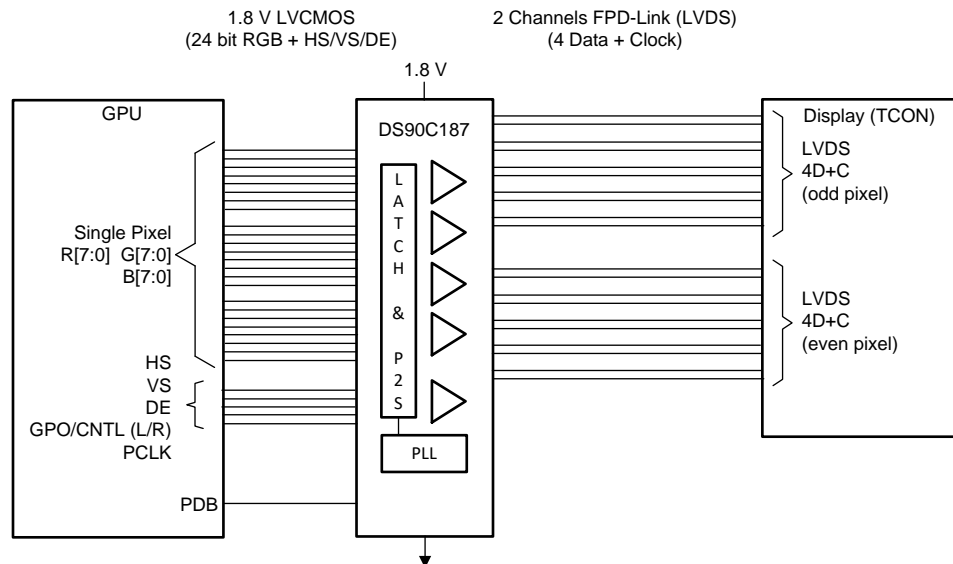 1.8 V LVCMOS
(24 bit RGB + HS/VS/DE)
2 Channels FPD-Link (LVDS)
(4 Data + Clock)
1.8 V
GPU
Single Pixel
R[7:0] G[7:0]
B[7:0]
HS
VS
DE
GPO/CNTL (L/R)
PCLK
PDB
DS90C187
LATCH & P2S
PLL
Display (TCON)
LVDS
4D+C
(odd pixel)
LVDS
4D+C
(even pixel)